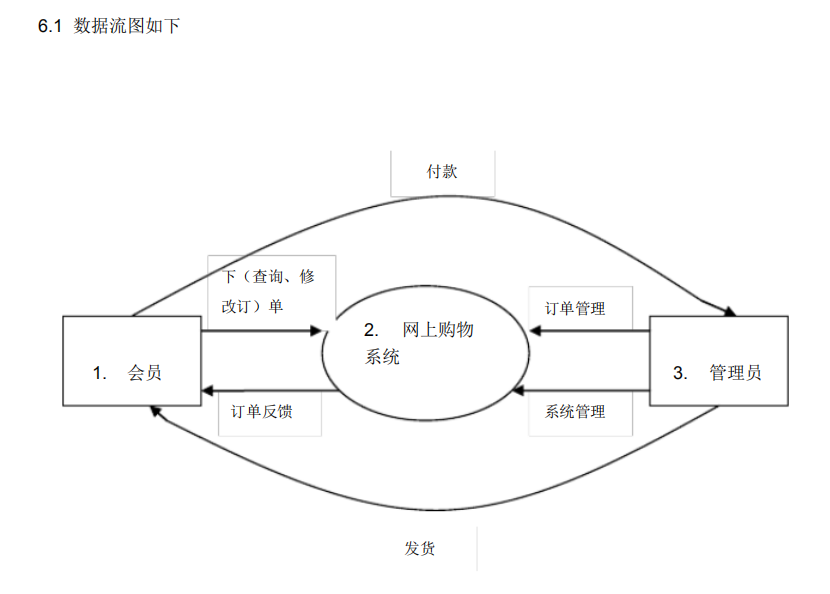 6.1 数据流图如下
付款
下（查询、修
改订）单
订单管理
2. 网上购物
系统
1. 会员
3. 管理员
订单反馈
系统管理
发货